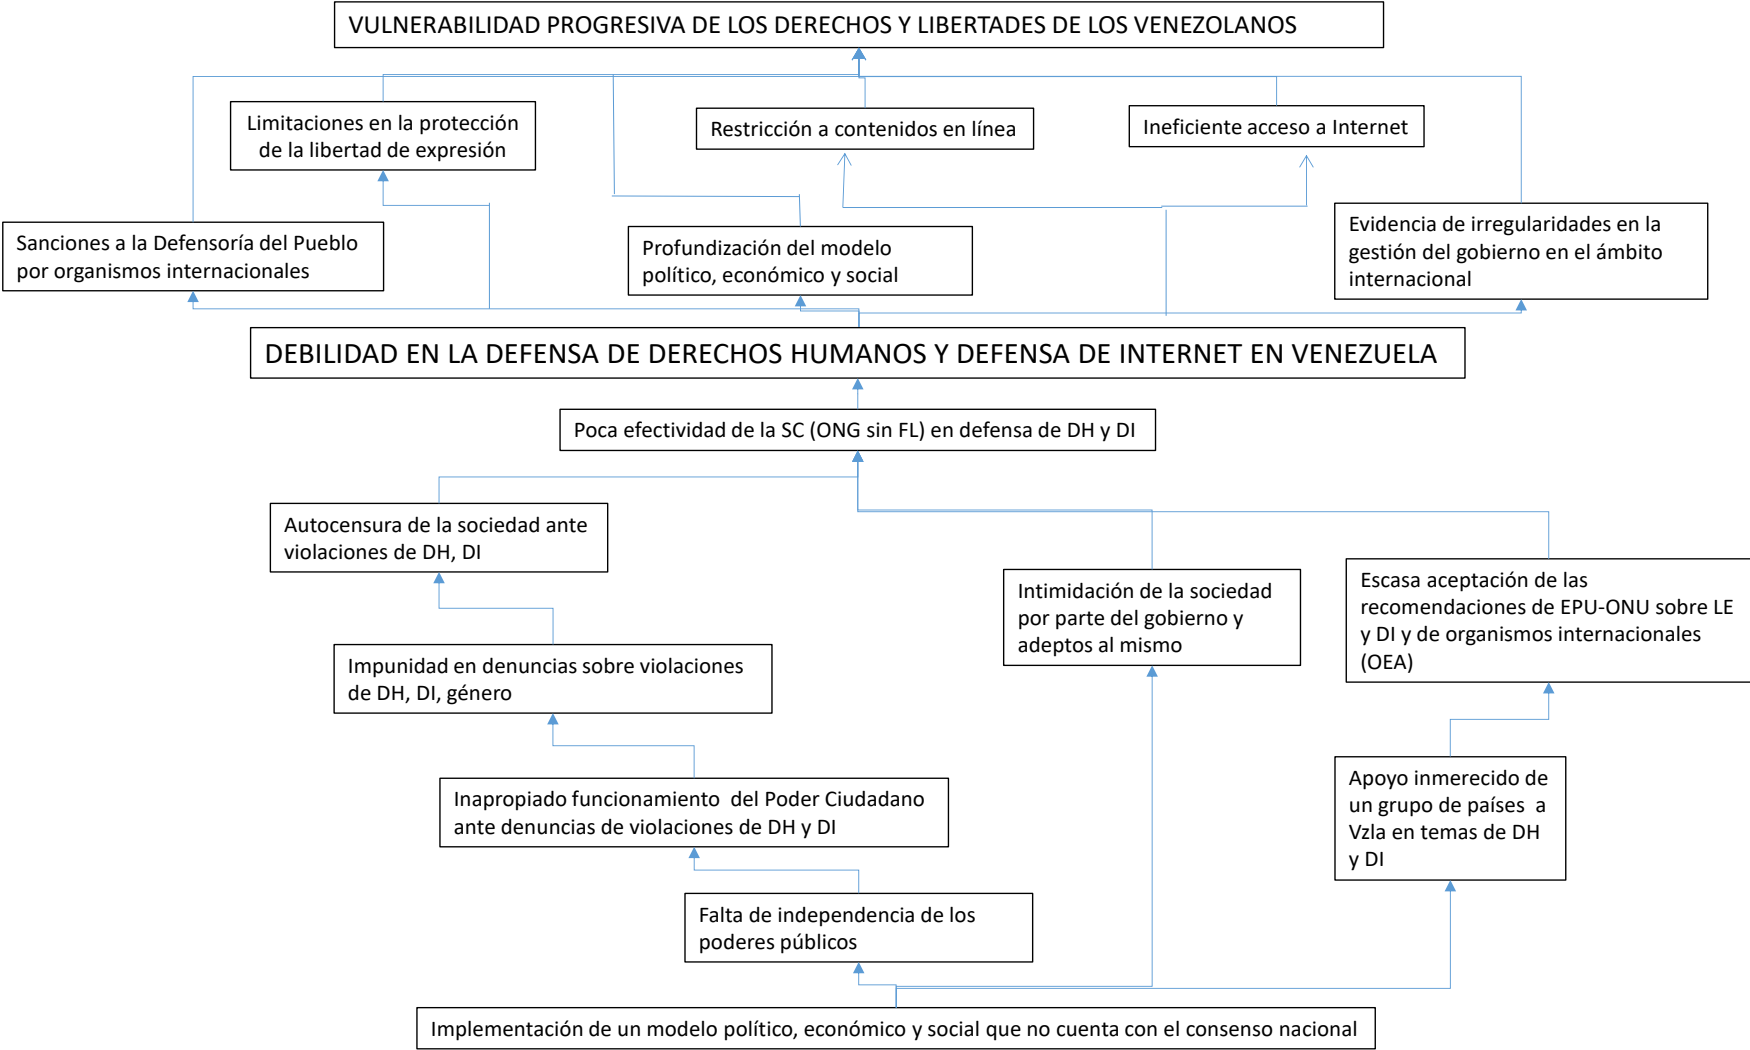 VULNERABILIDAD PROGRESIVA DE LOS DERECHOS Y LIBERTADES DE LOS VENEZOLANOS
Limitaciones en la protección
de la libertad de expresión
Restricción a contenidos en línea
Ineficiente acceso a Internet
Sanciones a la Defensoría del Pueblo
por organismos internacionales
Profundización del modelo
político, económico y social
Evidencia de irregularidades en la
gestión del gobierno en el ámbito
internacional
DEBILIDAD EN LA DEFENSA DE DERECHOS HUMANOS Y DEFENSA DE INTERNET EN VENEZUELA
Poca efectividad de la SC (ONG sin FL) en defensa de DH y DI
Autocensura de la sociedad ante
violaciones de DH, DI
Intimidación de la sociedad
por parte del gobierno y
adeptos al mismo
Escasa aceptación de las
recomendaciones de EPU-ONU sobre LE
y DI y de organismos internacionales
(OEA)
Impunidad en denuncias sobre violaciones
de DH, DI, género
Inapropiado funcionamiento  del Poder Ciudadano
ante denuncias de violaciones de DH y DI
Apoyo inmerecido de
un grupo de países  a
Vzla en temas de DH
y DI
Falta de independencia de los
poderes públicos
Implementación de un modelo político, económico y social que no cuenta con el consenso nacional